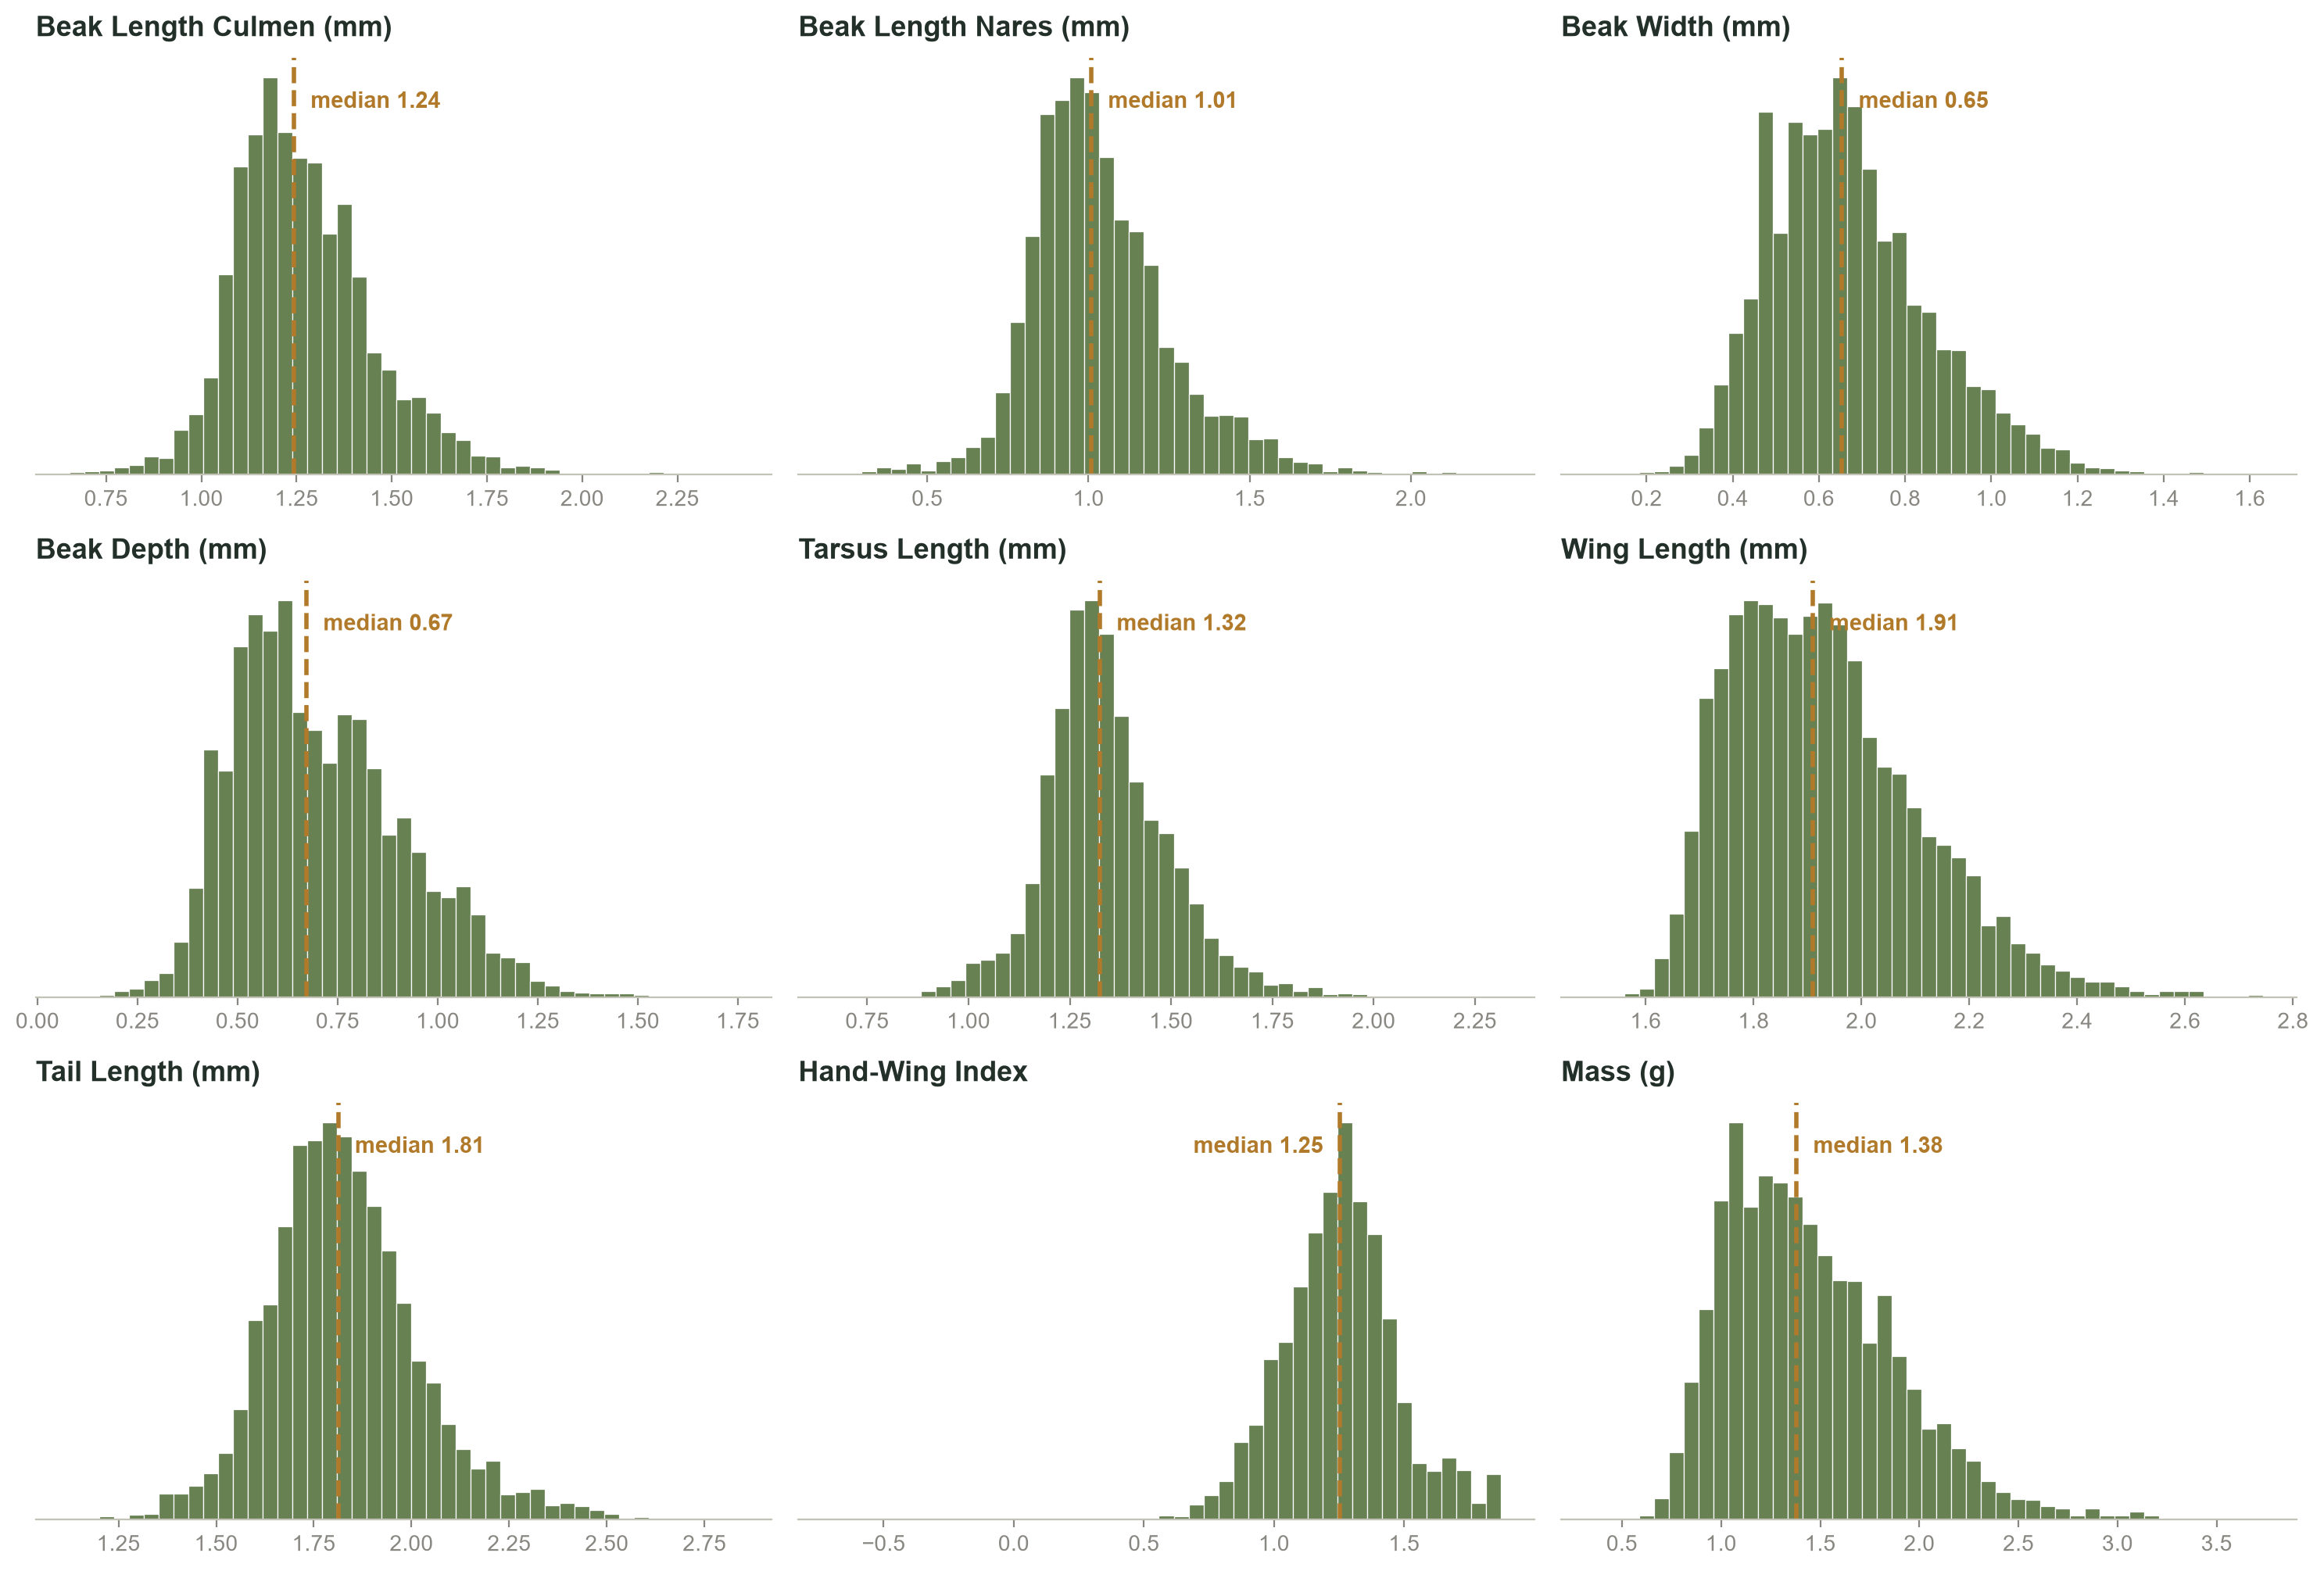 Beak Length Culmen (mm)
median 1.24
0.75 1.00 1.25 1.50 1.75 2.00 2.25
Beak Length Nares (mm)
median 1.01
0.5 1.0 1.5 2.0
Beak Width (mm)
median 0.65
0.2 0.4 0.6 0.8 1.0 1.2 1.4 1.6
Beak Depth (mm)
median 0.67
0.00 0.25 0.50 0.75 1.00 1.25 1.50 1.75
Tarsus Length (mm)
median 1.32
0.75 1.00 1.25 1.50 1.75 2.00 2.25
Wing Length (mm)
median 1.91
1.6 1.8 2.0 2.2 2.4 2.6 2.8
Tail Length (mm)
median 1.81
1.25 1.50 1.75 2.00 2.25 2.50 2.75
Hand-Wing Index
median 1.25
−0.5 0.0 0.5 1.0 1.5
Mass (g)
median 1.38
0.5 1.0 1.5 2.0 2.5 3.0 3.5